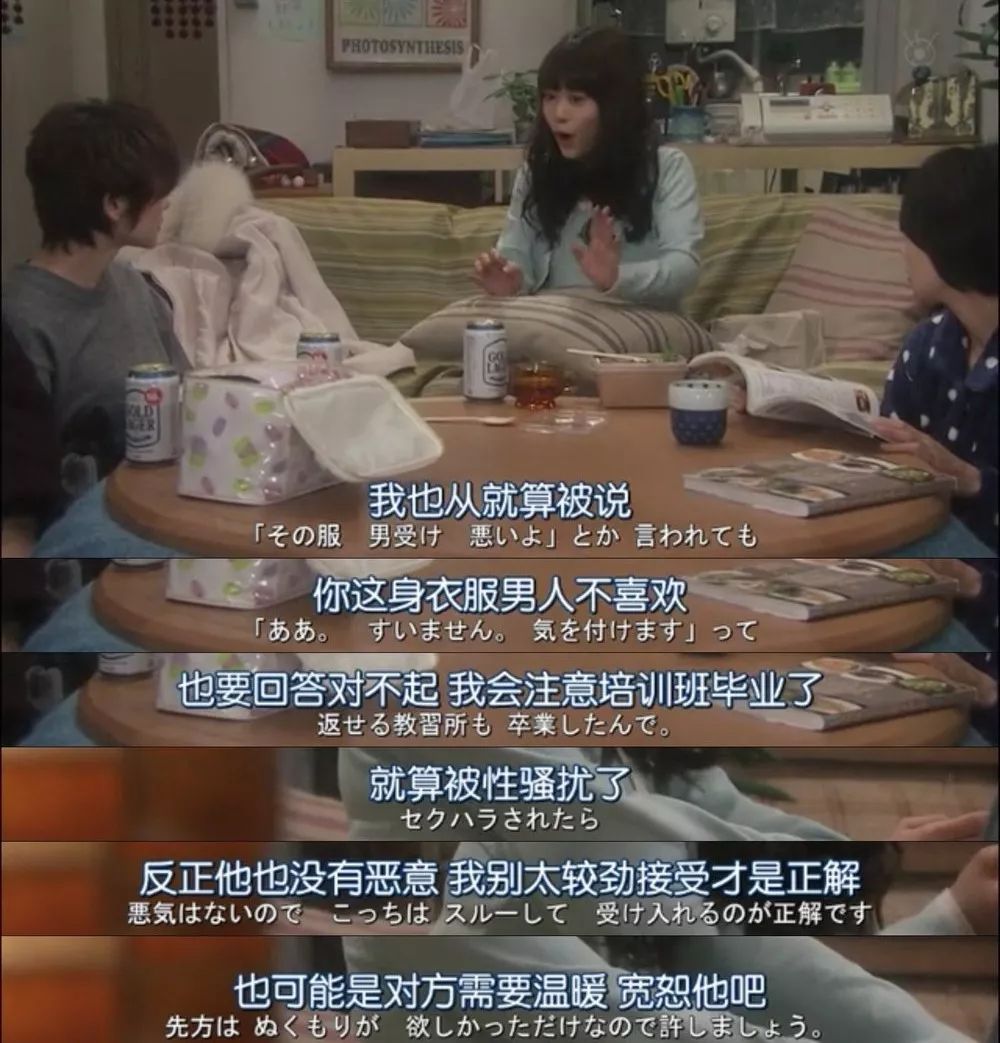 PHOTOSYNTHESIS
GOLD
LAGER
GOLD
LAGER
我也从就算被说
「その服 男受け 悪いよ」とか 言われても
你这身衣服男人不喜欢
「ああ。 すいません。 気を付けます」って
也要回答对不起 我会注意培训班毕业了
返せる教習所も 卒業したんで。
就算被性骚扰了
セクハラされたら
反正他也没有恶意 我别太较劲接受才是正解
悪気はないので こっちは スルーして 受け入れるのが正解です
也可能是对方需要温暖 宽恕他吧
先方は ぬくもりが 欲しかっただけなので許しましょう。